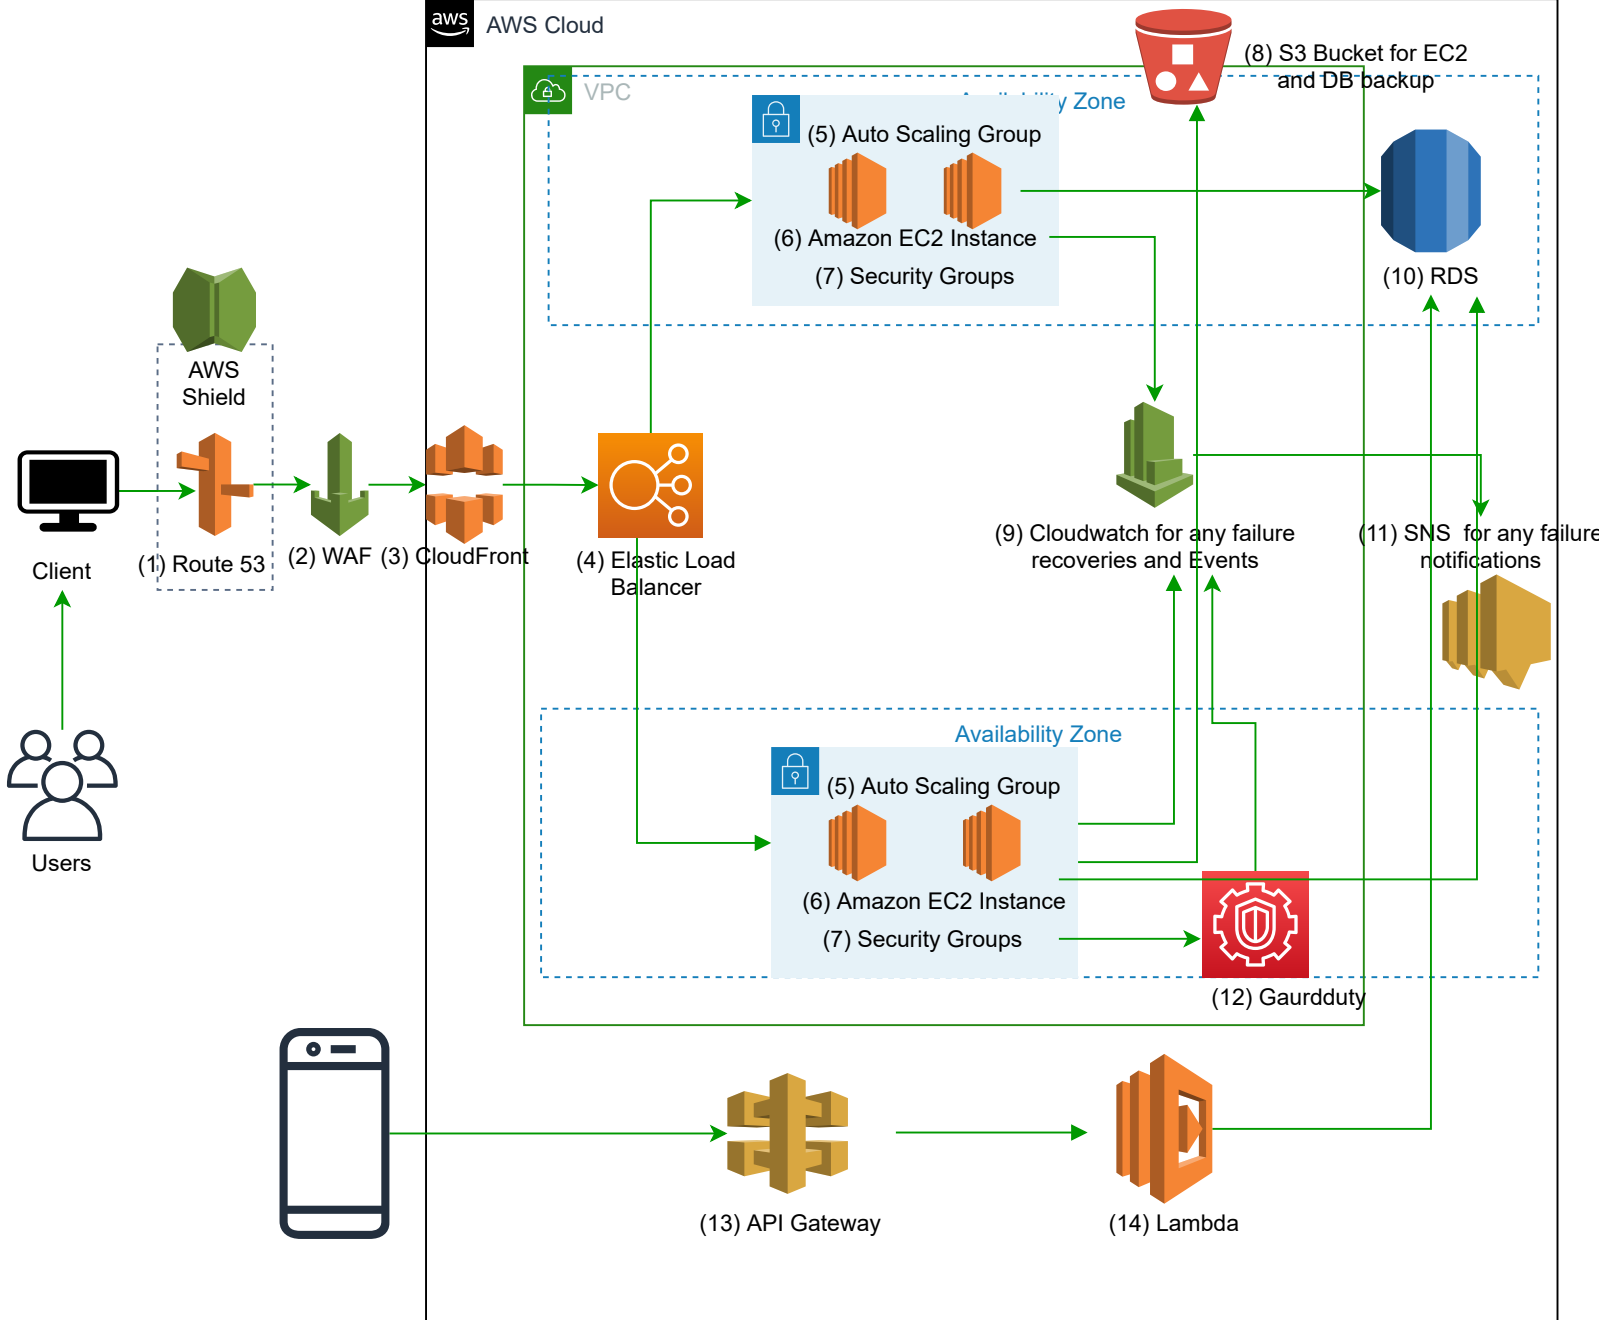 aws
AWS Cloud
(8) S3 Bucket for EC2
and DB backup
VPC
Availability Zone
(5) Auto Scaling Group
(6) Amazon EC2 Instance
(7) Security Groups
(10) RDS
AWS
Shield
(1) Route 53
(2) WAF
(3) CloudFront
(4) Elastic Load
Balancer
(9) Cloudwatch for any failure
recoveries and Events
(11) SNS  for any failure
notifications
Client
Availability Zone
(5) Auto Scaling Group
(6) Amazon EC2 Instance
(7) Security Groups
Users
(12) Gaurdduty
(13) API Gateway
(14) Lambda